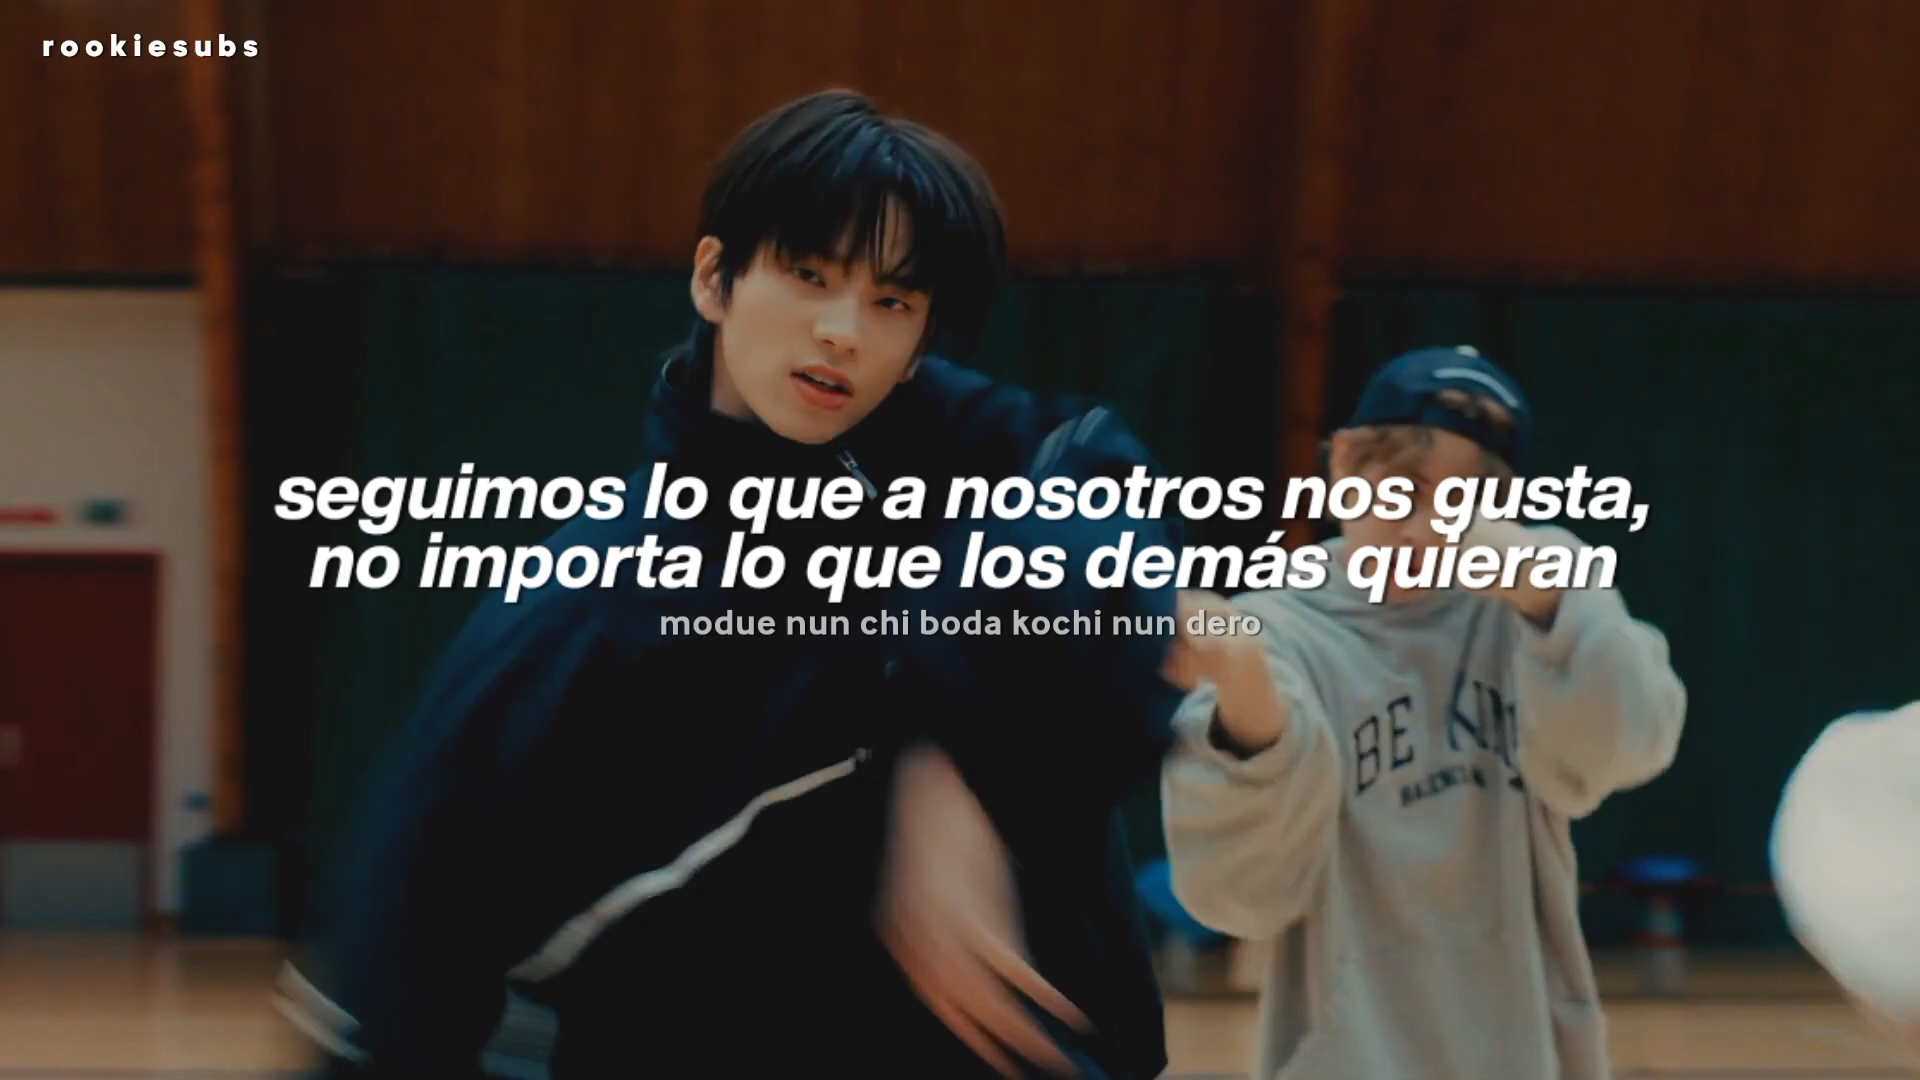 rookiesubs
seguimos lo que a nosotros nos gusta,
no importa lo que los demás quieran
modue nun chi boda kochi nun dero
BE